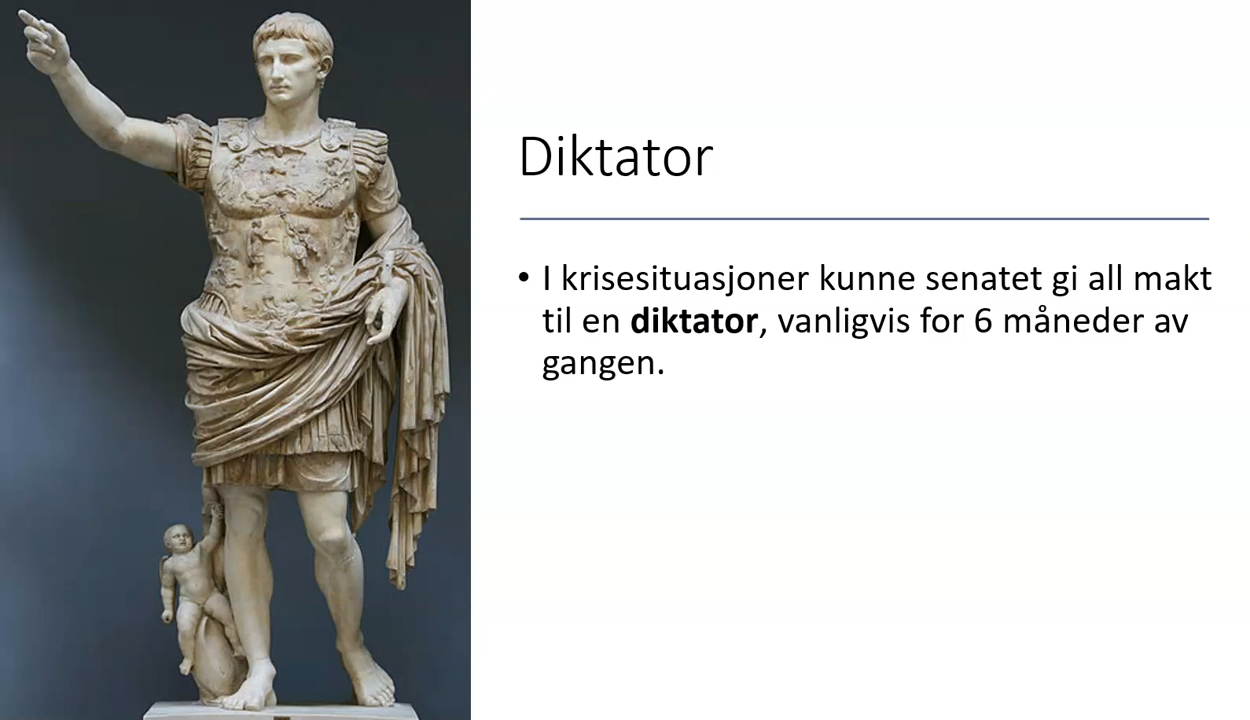 Diktator
• I krisesituasjoner kunne senatet gi all makt
til en diktator, vanligvis for 6 måneder av
gangen.